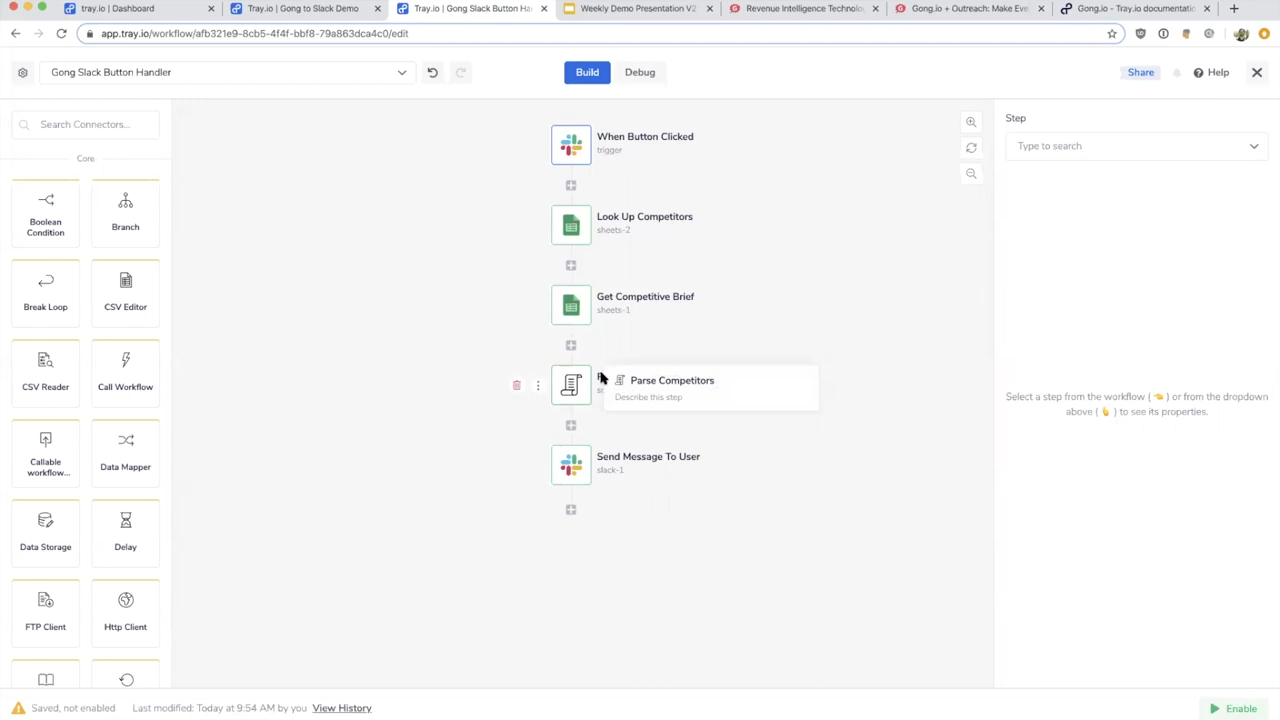 tray.io | Dashboard
Tray.io | Gong to Slack Demo
Tray.io | Gong Slack Button Ha
Weekly Demo Presentation V2
Revenue Intelligence Technolog
Gong.io + Outreach: Make Eve
Gong.io - Tray.io documentatio
app.tray.io/workflow/afb321e9-8cb5-4f4f-bbf8-79a863dca4c0/edit
Gong Slack Button Handler
Build
Debug
Share
Help
Search Connectors...
Core
Boolean
Condition
Branch
Break Loop
CSV Editor
CSV Reader
Call Workflow
Callable
workflow...
Data Mapper
Data Storage
Delay
FTP Client
Http Client
When Button Clicked
trigger
Look Up Competitors
sheets-2
Get Competitive Brief
sheets-1
Parse Competitors
Describe this step
Send Message To User
slack-1
Step
Type to search
Select a step from the workflow ( 👈 ) or from the dropdown
above ( 👆 ) to see its properties.
Saved, not enabled
Last modified: Today at 9:54 AM by you
View History
Enable